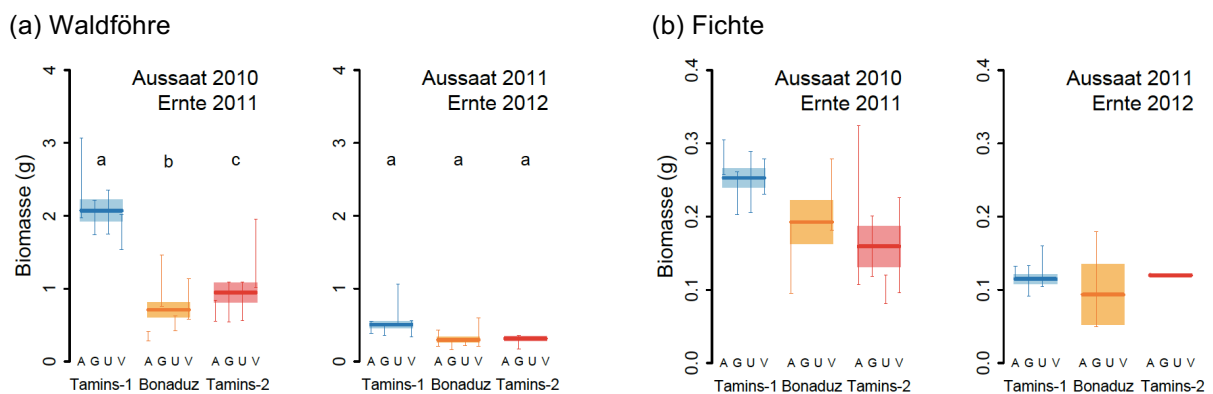 (a) Waldföhre
(b) Fichte
Aussaat 2010
Ernte 2011
Biomasse (g)
4
3
2
1
0
a
b
c
A G U V
A G U V
A G U V
Tamins-1
Bonaduz
Tamins-2
Aussaat 2011
Ernte 2012
4
3
2
1
0
a
a
a
A G U V
A G U V
A G U V
Tamins-1
Bonaduz
Tamins-2
Aussaat 2010
Ernte 2011
Biomasse (g)
0.4
0.3
0.2
0.1
0.0
A G U V
A G U V
A G U V
Tamins-1
Bonaduz
Tamins-2
Aussaat 2011
Ernte 2012
0.4
0.3
0.2
0.1
0.0
A G U V
A G U V
A G U V
Tamins-1
Bonaduz
Tamins-2